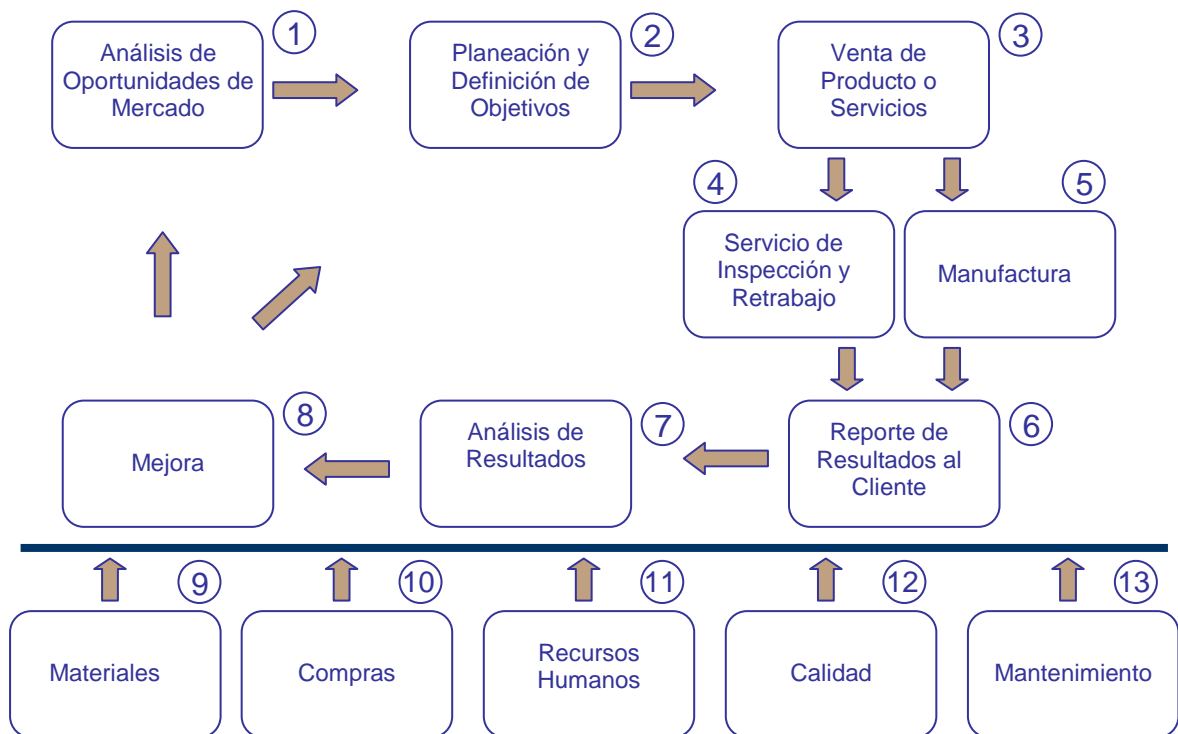 Análisis de
Oportunidades de
Mercado
1
Planeación y
Definición de
Objetivos
2
Venta de
Producto o
Servicios
3
Servicio de
Inspección y
Retrabajo
4
Manufactura
5
Reporte de
Resultados al
Cliente
6
Análisis de
Resultados
7
Mejora
8
Materiales
9
Compras
10
Recursos
Humanos
11
Calidad
12
Mantenimiento
13